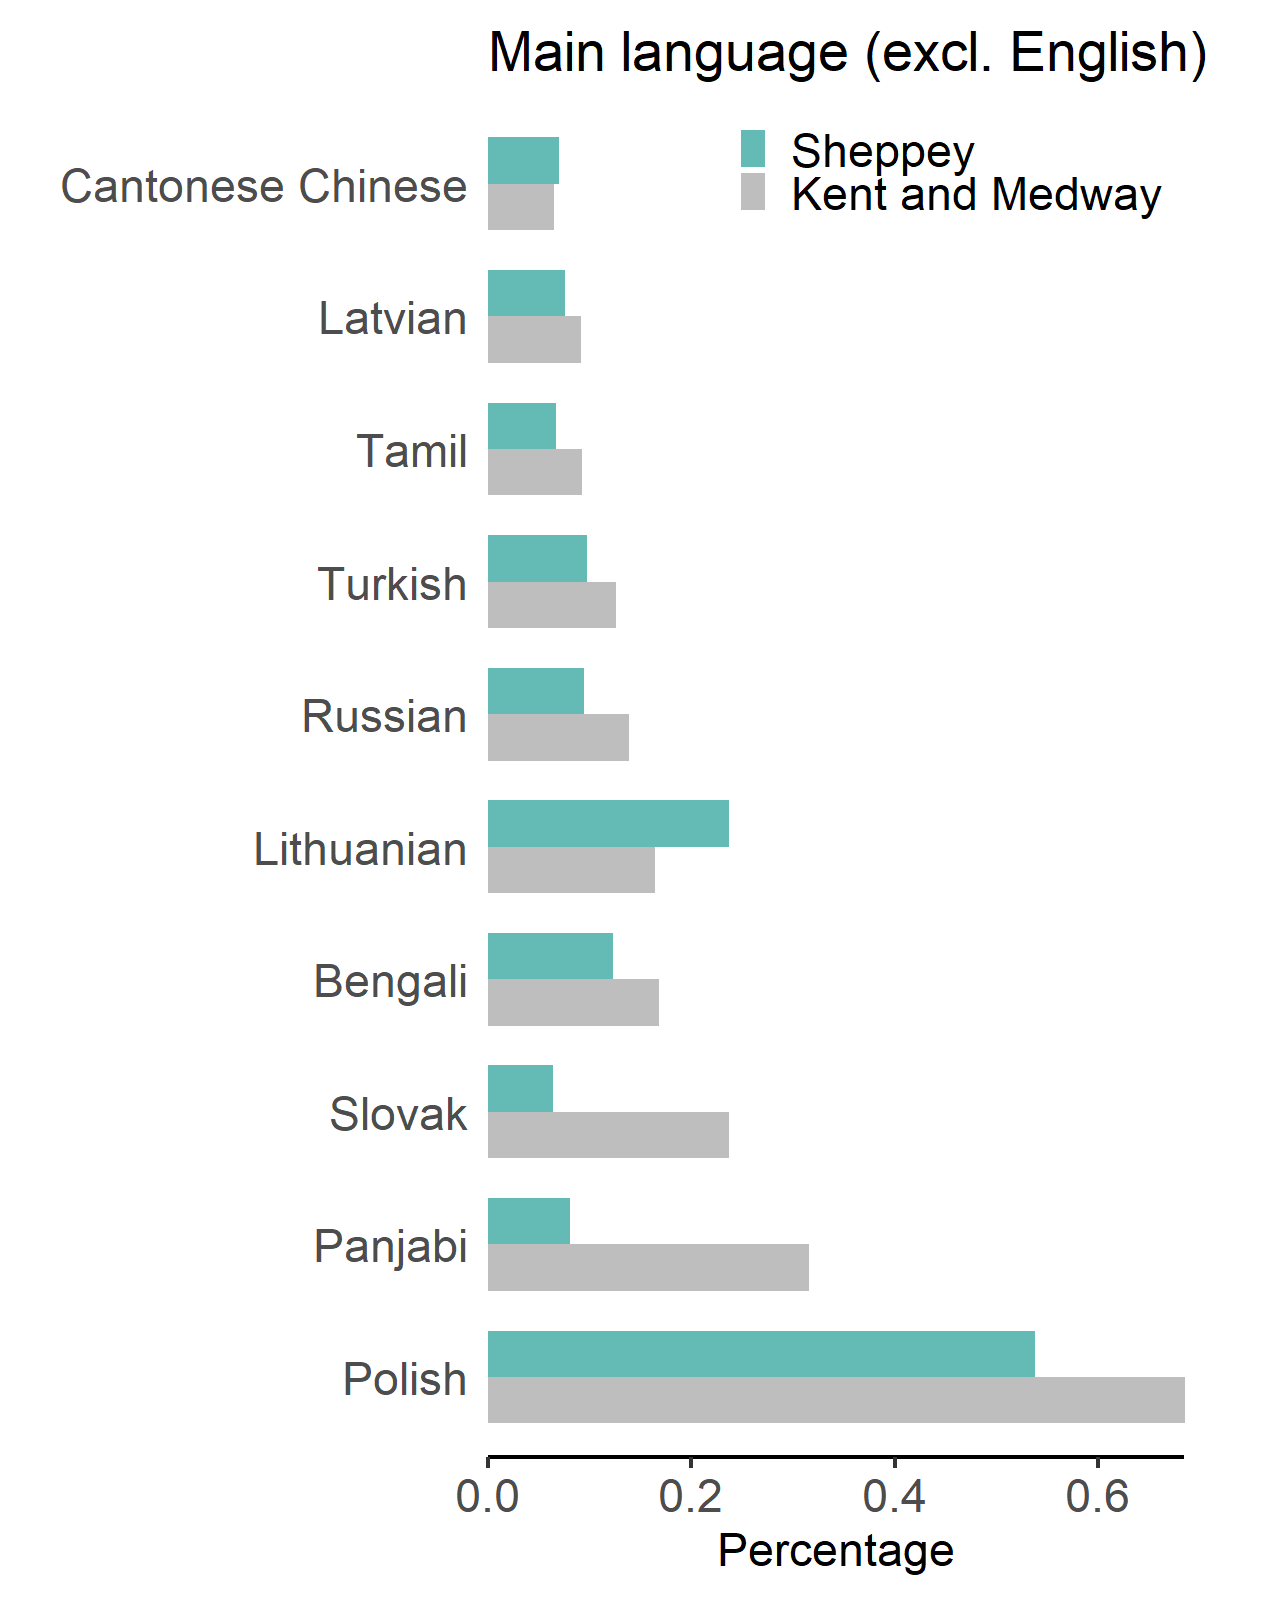 Main language (excl. English)
Sheppey
Kent and Medway
Cantonese Chinese
Latvian
Tamil
Turkish
Russian
Lithuanian
Bengali
Slovak
Panjabi
Polish
0.0 0.2 0.4 0.6
Percentage